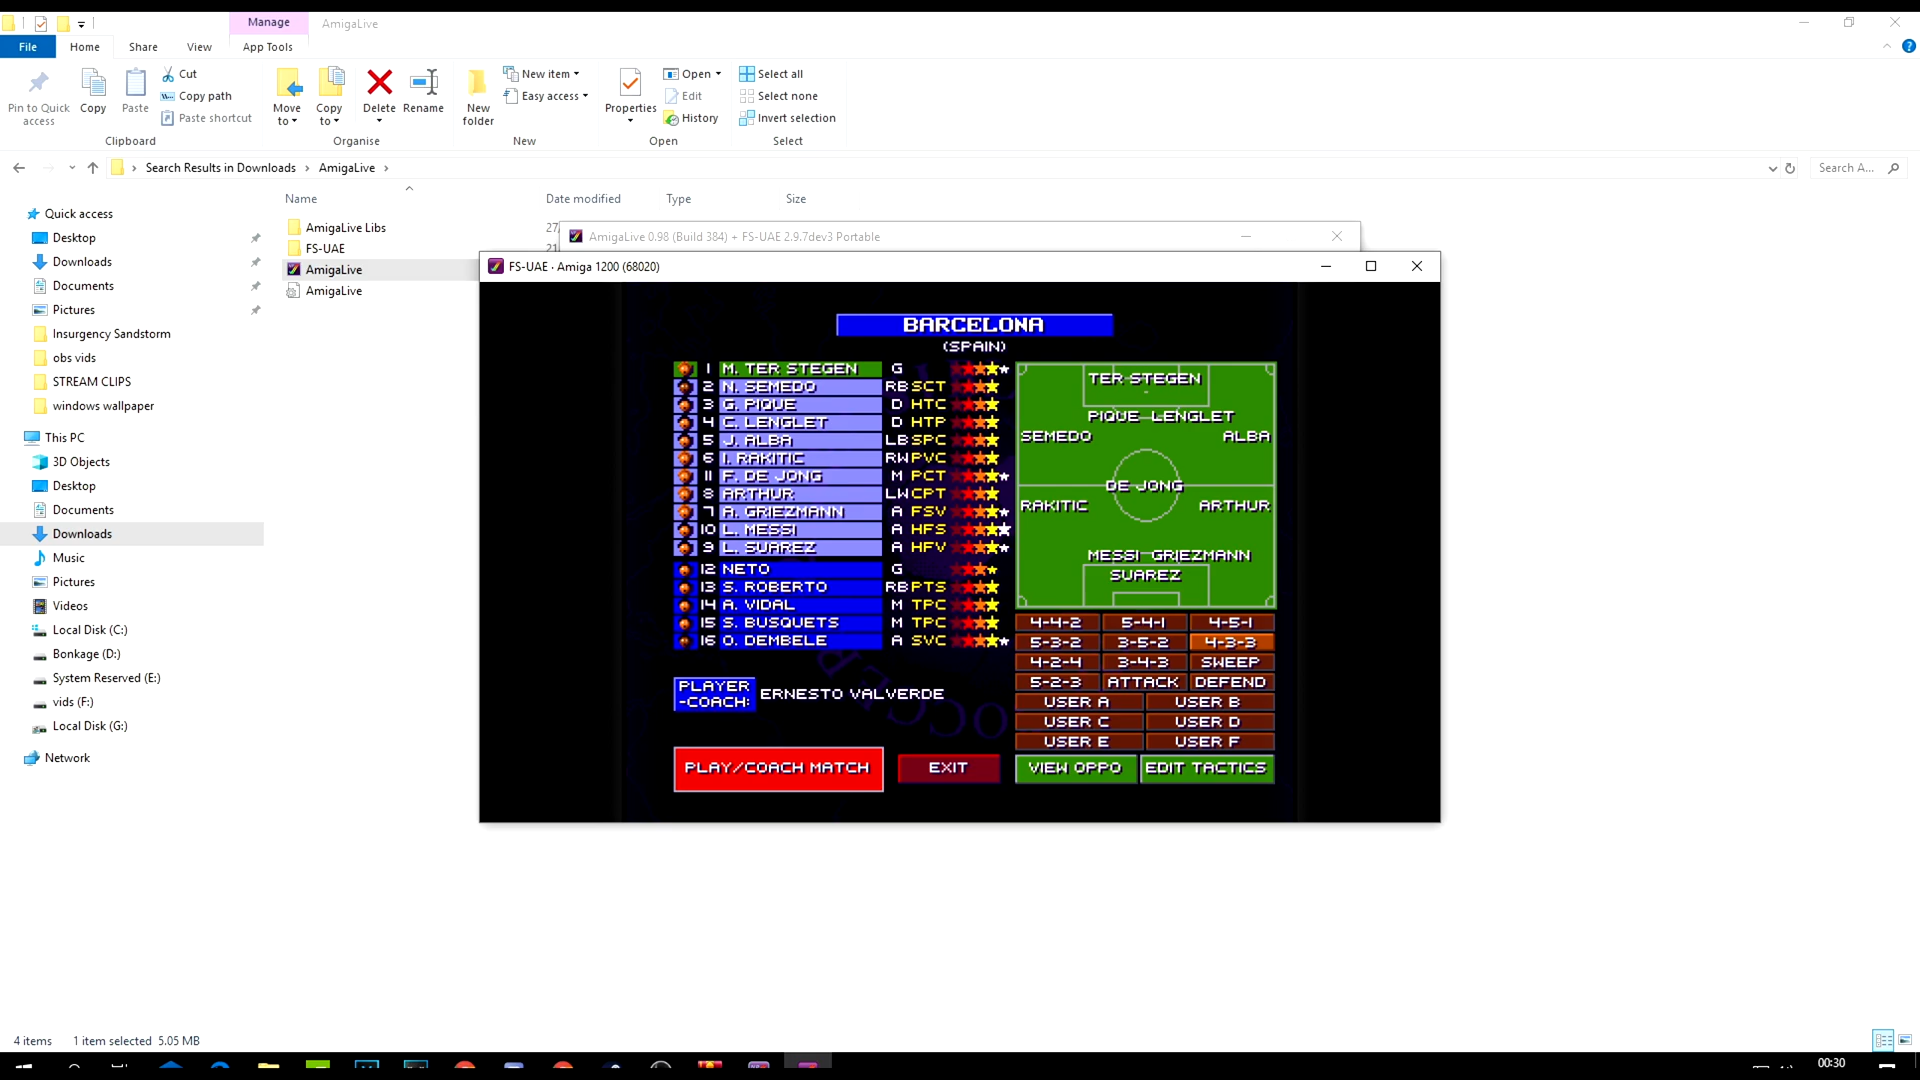 Manage
AmigaLive
File
Home
Share
View
App Tools
Pin to Quick access
Copy
Paste
Cut
Copy path
Paste shortcut
Move to
Copy to
Delete
Rename
New folder
New item
Easy access
Properties
Open
Edit
History
Select all
Select none
Invert selection
Clipboard
Organise
New
Open
Select
Search Results in Downloads
AmigaLive
Search A...
Name
Date modified
Type
Size
Quick access
Desktop
Downloads
Documents
Pictures
Insurgency Sandstorm
obs vids
STREAM CLIPS
windows wallpaper
This PC
3D Objects
Desktop
Documents
Downloads
Music
Pictures
Videos
Local Disk (C:)
Bonkage (D:)
System Reserved (E:)
vids (F:)
Local Disk (G:)
Network
AmigaLive Libs
FS-UAE
AmigaLive
AmigaLive
AmigaLive 0.98 (Build 384) + FS-UAE 2.9.7dev3 Portable
FS-UAE · Amiga 1200 (68020)
BARCELONA
(SPAIN)
1 M. TER STEGEN G
2 N. SEMEDO RB SCT
3 G. PIQUE D HTC
4 C. LENGLET D HTP
5 J. ALBA LB SPC
6 I. RAKITIC RW PVC
11 F. DE JONG M PCT
8 ARTHUR LW CPT
7 A. GRIEZMANN A FSV
10 L. MESSI A HFS
9 L. SUAREZ A HFV
12 NETO G
13 S. ROBERTO RB PTS
14 A. VIDAL M TPC
15 S. BUSQUETS M TPC
16 O. DEMBELE A SVC
TER STEGEN
PIQUE LENGLET
SEMEDO ALBA
DE JONG
RAKITIC ARTHUR
MESSI GRIEZMANN
SUAREZ
4-4-2 5-4-1 4-5-1
5-3-2 3-5-2 4-3-3
4-2-4 3-4-3 SWEEP
5-2-3 ATTACK DEFEND
USER A USER B
USER C USER D
USER E USER F
PLAYER
-COACH: ERNESTO VALVERDE
PLAY/COACH MATCH
EXIT
VIEW OPPO
EDIT TACTICS
4 items
1 item selected 5.05 MB
00:30